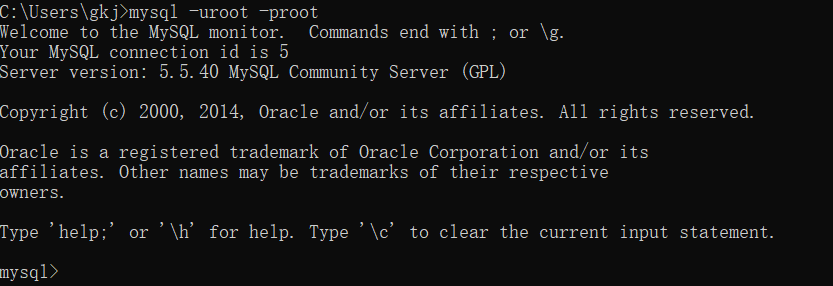 C:\Users\gkj>mysql -uroot -proot
Welcome to the MySQL monitor.  Commands end with ; or \g.
Your MySQL connection id is 5
Server version: 5.5.40 MySQL Community Server (GPL)
Copyright (c) 2000, 2014, Oracle and/or its affiliates. All rights reserved.
Oracle is a registered trademark of Oracle Corporation and/or its
affiliates. Other names may be trademarks of their respective
owners.
Type 'help;' or '\h' for help. Type '\c' to clear the current input statement.
mysql>